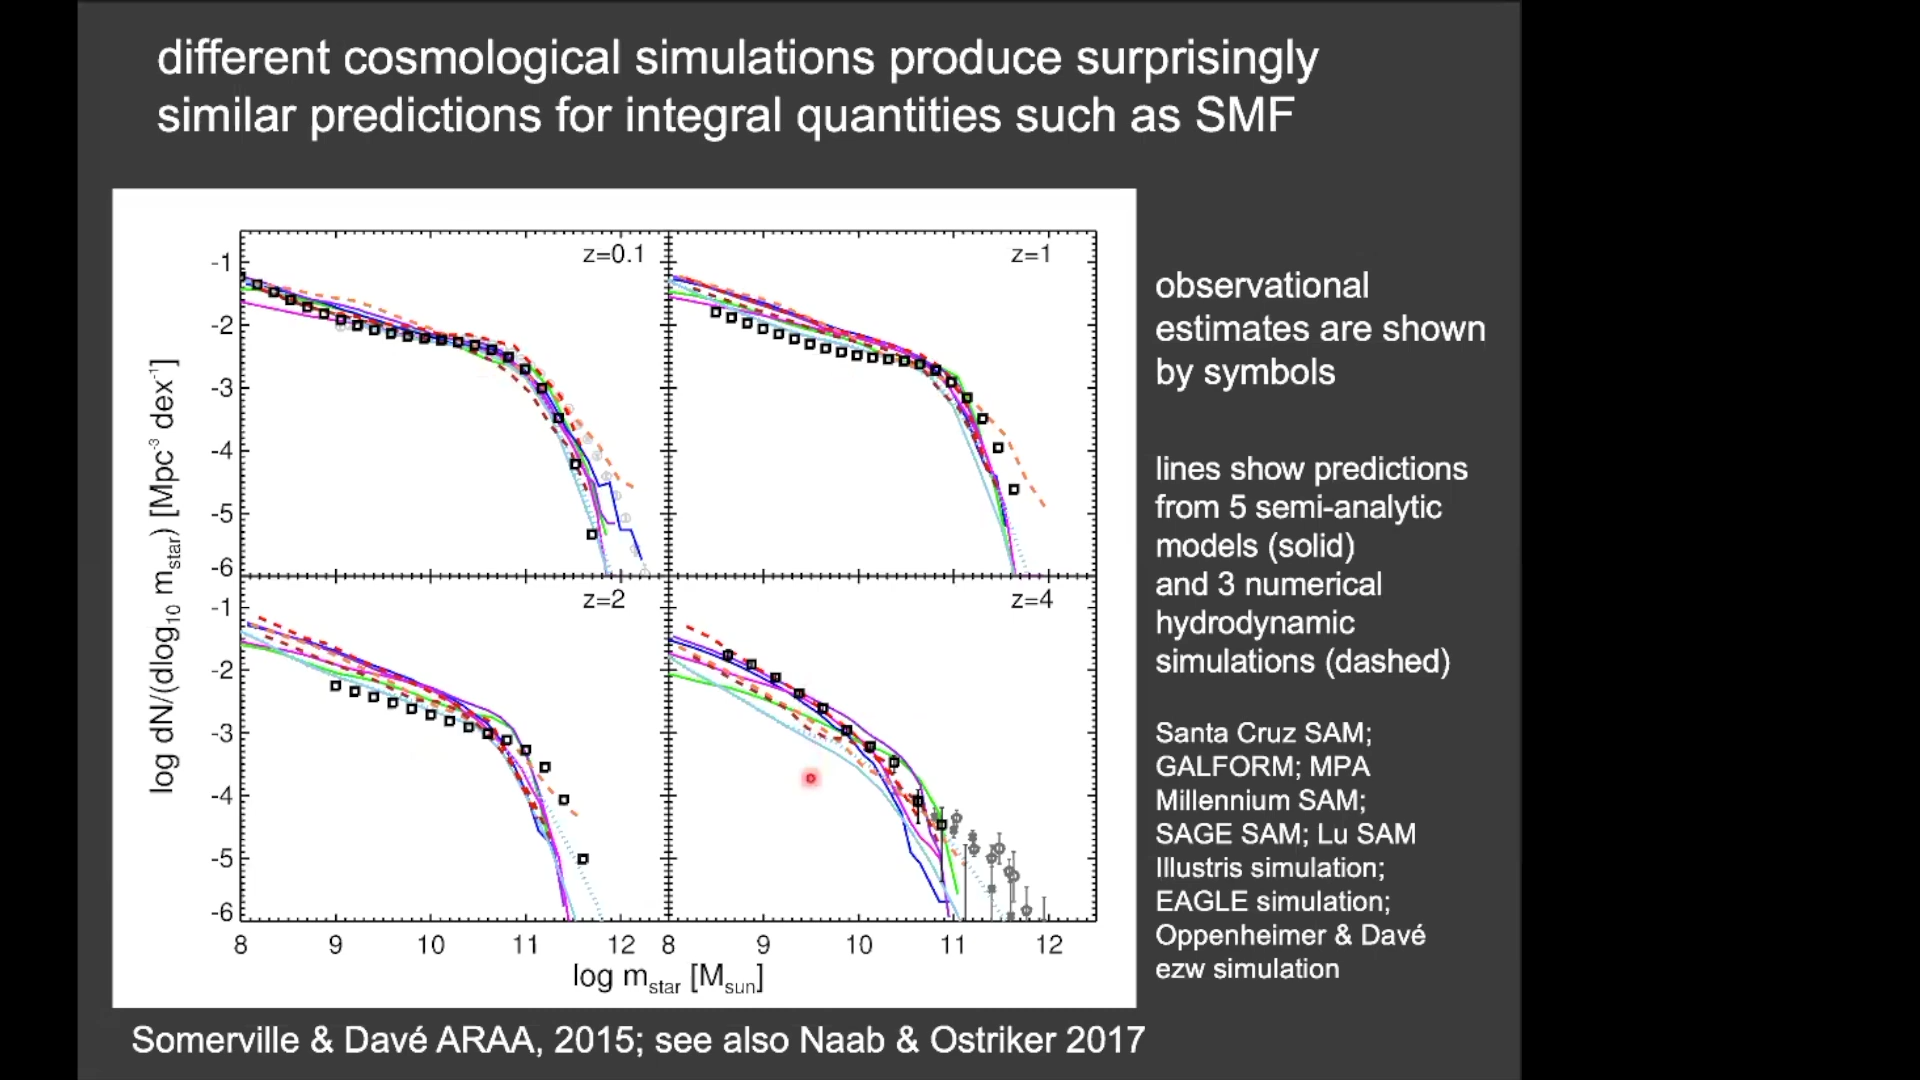 different cosmological simulations produce surprisingly
similar predictions for integral quantities such as SMF
z=0.1
z=1
-1
-2
-3
-4
-5
-6
z=2
z=4
-1
-2
-3
-4
-5
-6
8 9 10 11 12 8 9 10 11 12
log dN/(dlog10 mstar) [Mpc-3 dex-1]
log mstar [Msun]
observational
estimates are shown
by symbols
lines show predictions
from 5 semi-analytic
models (solid)
and 3 numerical
hydrodynamic
simulations (dashed)
Santa Cruz SAM;
GALFORM; MPA
Millennium SAM;
SAGE SAM; Lu SAM
Illustris simulation;
EAGLE simulation;
Oppenheimer & Davé
ezw simulation
Somerville & Davé ARAA, 2015; see also Naab & Ostriker 2017